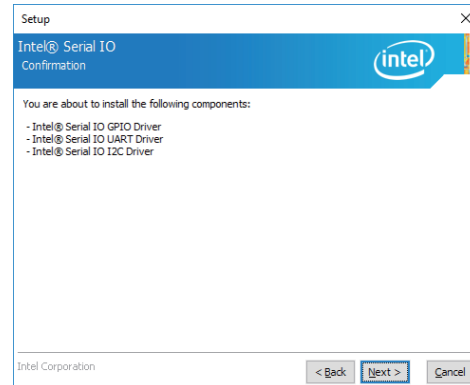 Setup
Intel® Serial IO
Confirmation
intel
You are about to install the following components:
- Intel® Serial IO GPIO Driver
- Intel® Serial IO UART Driver
- Intel® Serial IO I2C Driver
Intel Corporation
< Back Next > Cancel